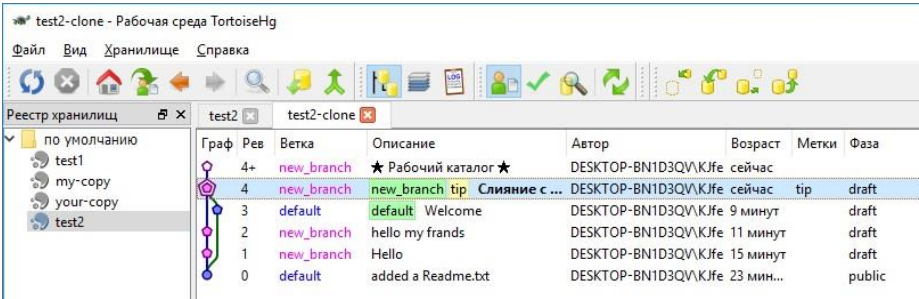 test2-clone - Рабочая среда TortoiseHg
Файл Вид Хранилище Справка
LOG
Реестр хранилищ
test2 test2-clone
по умолчанию
test1
my-copy
your-copy
test2
Граф Рев Ветка Описание Автор Возраст Метки Фаза
4+ new_branch ★ Рабочий каталог ★ DESKTOP-BN1D3QV\KJfe сейчас
4 new_branch new_branch tip Слияние с ... DESKTOP-BN1D3QV\KJfe сейчас tip draft
3 default default Welcome DESKTOP-BN1D3QV\KJfe 9 минут draft
2 new_branch hello my frands DESKTOP-BN1D3QV\KJfe 11 минут draft
1 new_branch Hello DESKTOP-BN1D3QV\KJfe 15 минут draft
0 default added a Readme.txt DESKTOP-BN1D3QV\KJfe 23 мин... public